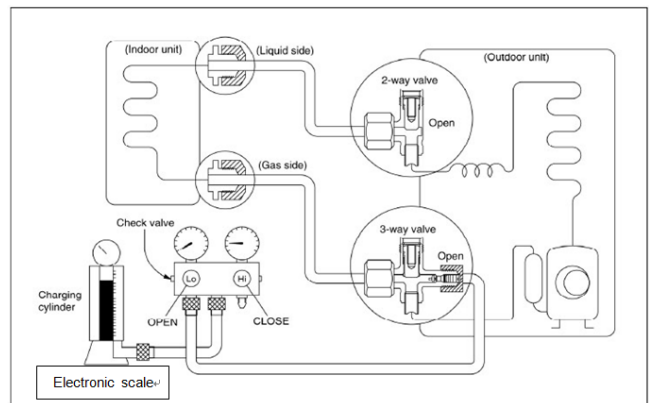 (Indoor unit)
(Liquid side)
(Outdoor unit)
2-way valve
Open
(Gas side)
Check valve
3-way valve
Open
Lo
Hi
Charging
cylinder
OPEN
CLOSE
Electronic scale